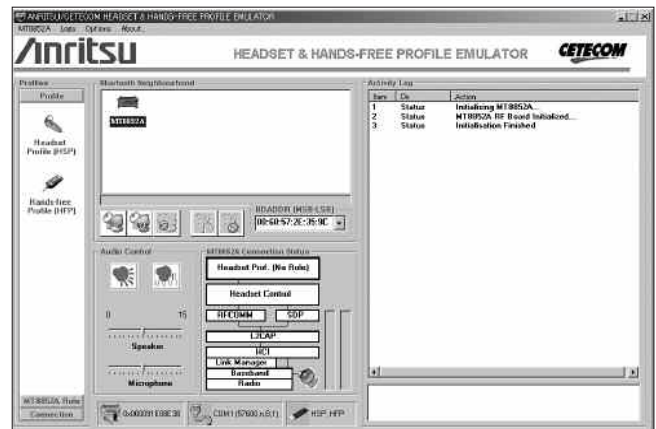 ANRITSU/CETECOM HEADSET & HANDS-FREE PROFILE EMULATOR
MT8852A Logs Options About..
Anritsu
HEADSET & HANDS-FREE PROFILE EMULATOR
CETECOM
Profiles
Profile
Headset
Profile (HSP)
Hands-free
Profile (HFP)
MT8852A Role
Connection
Bluetooth Neighbourhood
MT8852A
BDADDR (MSB-LSB)
00:60:57:2E:35:9C
Audio Control
0 15
Speaker
Microphone
MT8852A Connection Status
Headset Prof. (No Role)
Headset Control
RFCOMM SDP
L2CAP
HCI
Link Manager
Baseband
Radio
Activity Log
Item Action
1 Status Initialising MT8852A...
2 Status MT8852A RF Board Initialized....
3 Status Initialisation Finished
COM1 (57600,n,8,1)
HSP, HFP